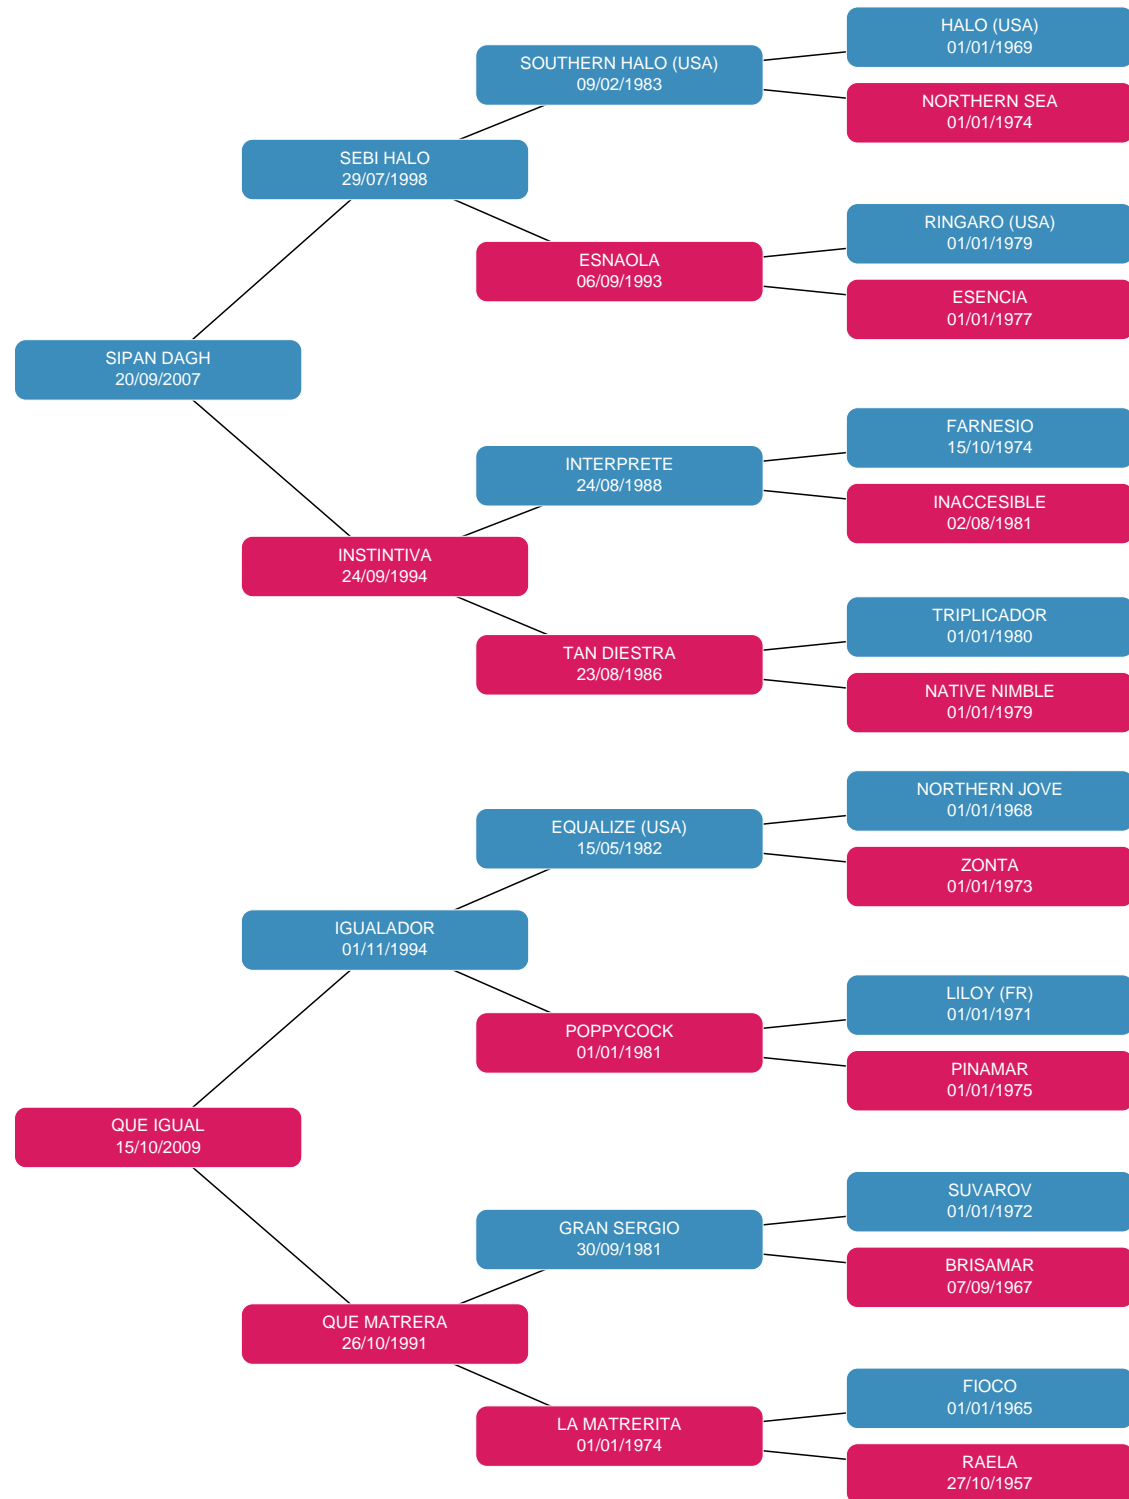 HALO (USA)
01/01/1969
SOUTHERN HALO (USA)
09/02/1983
NORTHERN SEA
01/01/1974
SEBI HALO
29/07/1998
RINGARO (USA)
01/01/1979
ESNAOLA
06/09/1993
ESENCIA
01/01/1977
SIPAN DAGH
20/09/2007
FARNESIO
15/10/1974
INTERPRETE
24/08/1988
INACCESIBLE
02/08/1981
INSTINTIVA
24/09/1994
TRIPLICADOR
01/01/1980
TAN DIESTRA
23/08/1986
NATIVE NIMBLE
01/01/1979
NORTHERN JOVE
01/01/1968
EQUALIZE (USA)
15/05/1982
ZONTA
01/01/1973
IGUALADOR
01/11/1994
LILOY (FR)
01/01/1971
POPPYCOCK
01/01/1981
PINAMAR
01/01/1975
QUE IGUAL
15/10/2009
SUVAROV
01/01/1972
GRAN SERGIO
30/09/1981
BRISAMAR
07/09/1967
QUE MATRERA
26/10/1991
FIOCO
01/01/1965
LA MATRERITA
01/01/1974
RAELA
27/10/1957